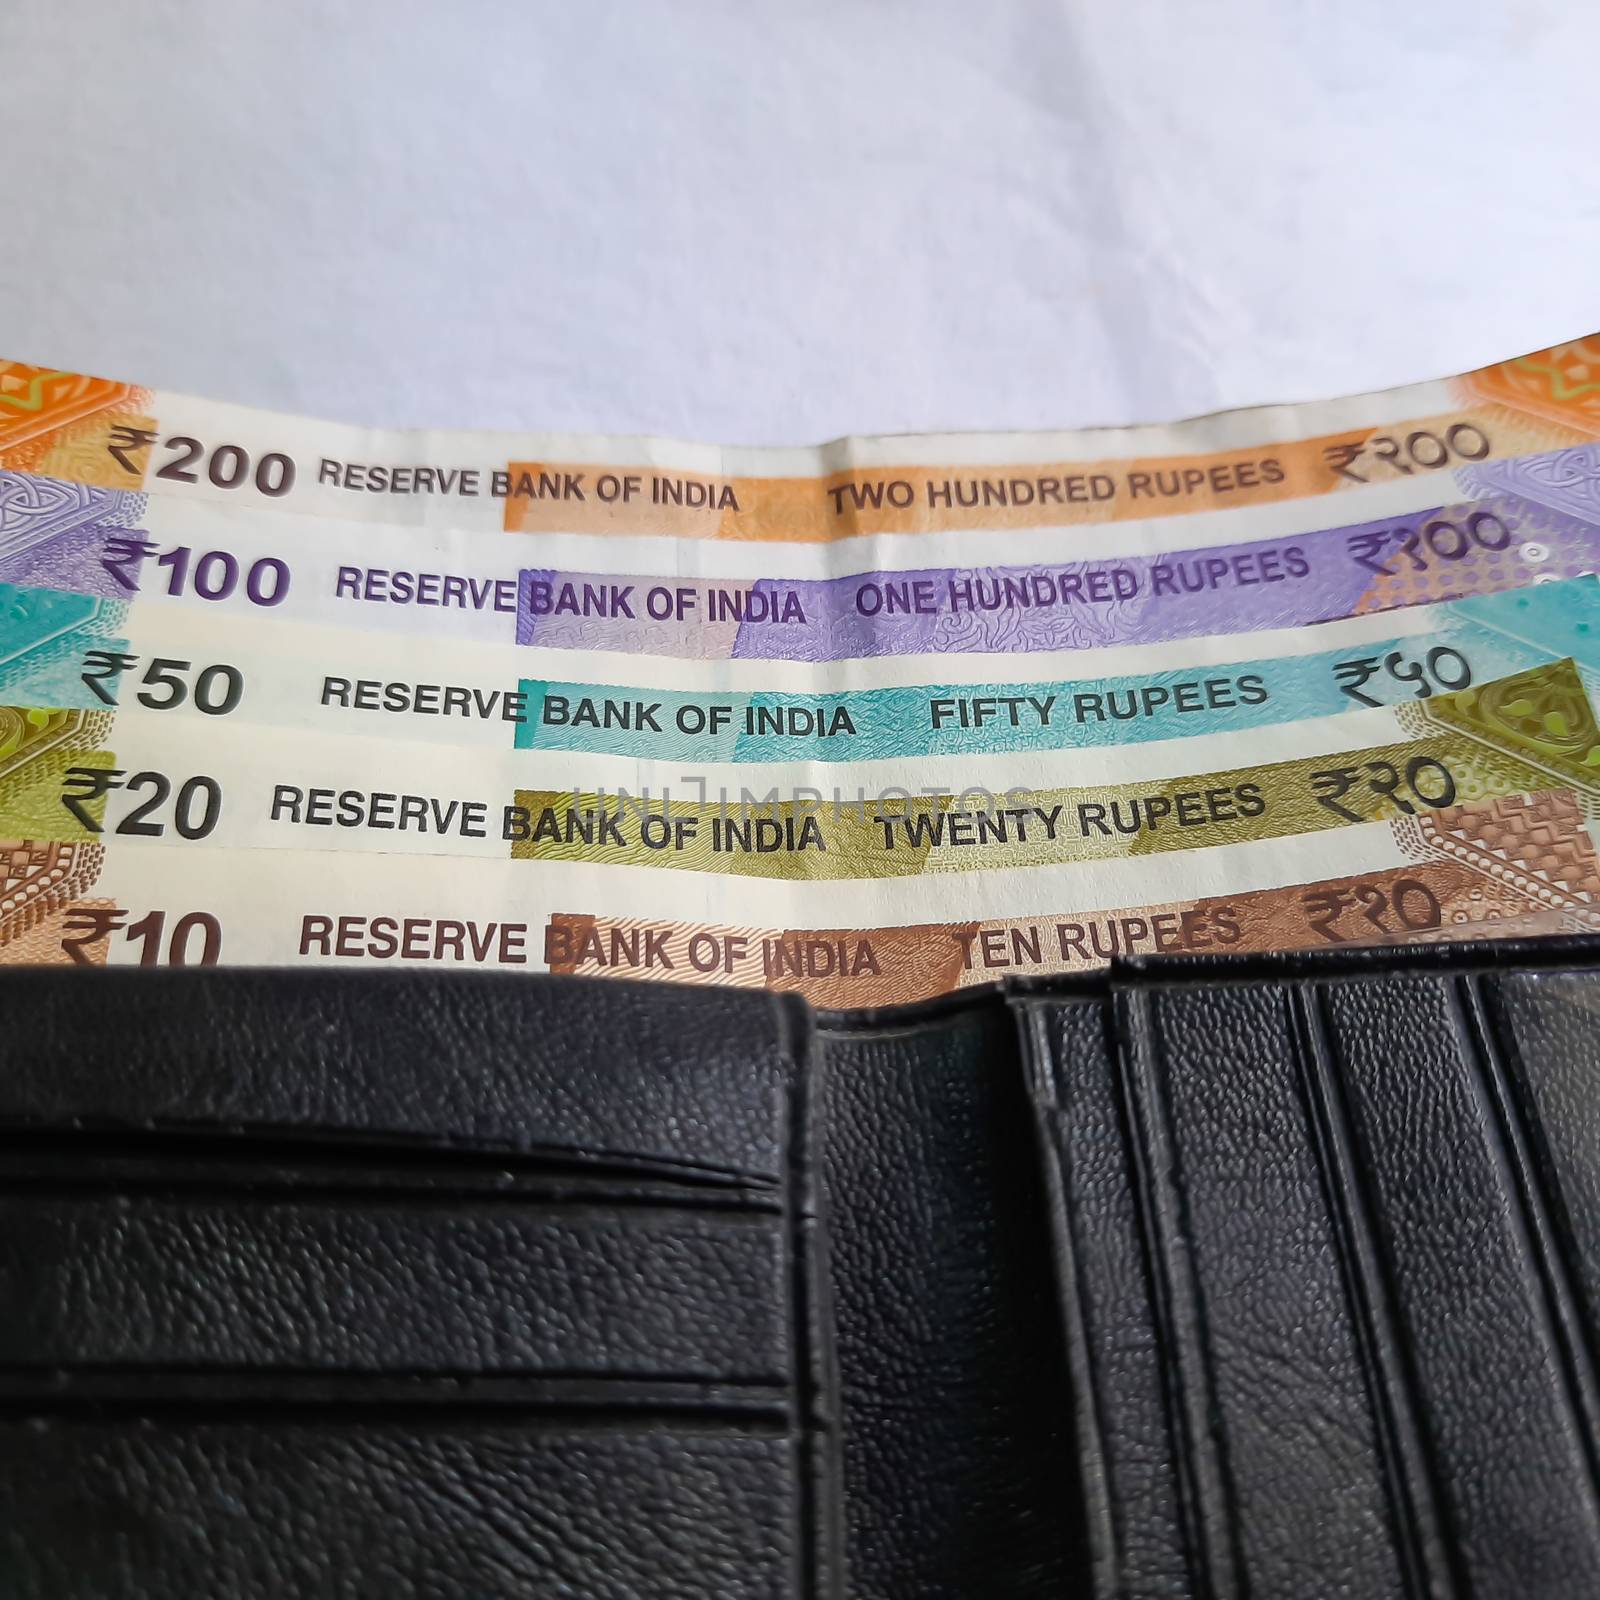 ₹200 RESERVE BANK OF INDIA TWO HUNDRED RUPEES ₹२००
₹100 RESERVE BANK OF INDIA ONE HUNDRED RUPEES ₹१००
₹50 RESERVE BANK OF INDIA FIFTY RUPEES ₹५०
UNLIMPHOTOS
₹20 RESERVE BANK OF INDIA TWENTY RUPEES ₹२०
₹10 RESERVE BANK OF INDIA TEN RUPEES ₹१०